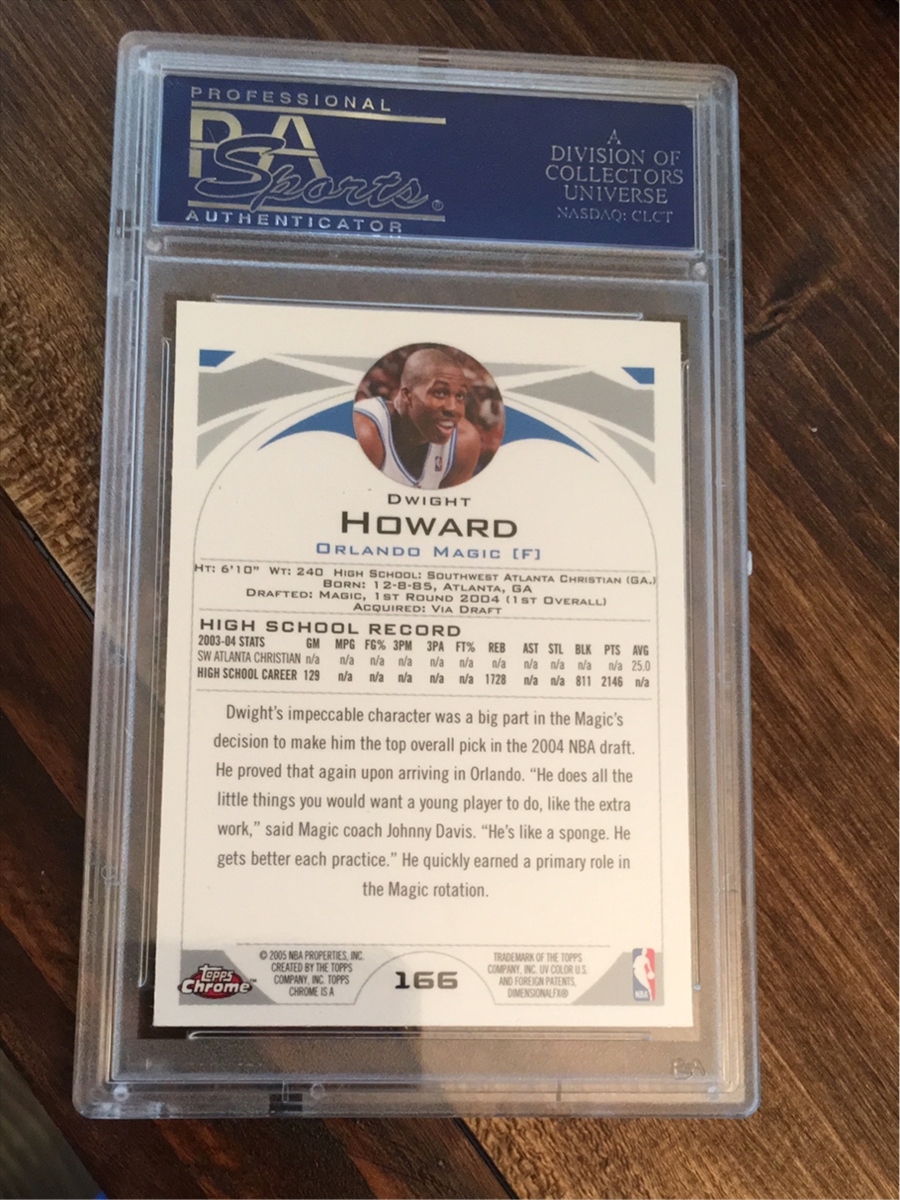 PROFESSIONAL
PSA
Sports®
AUTHENTICATOR
A
DIVISION OF
COLLECTORS
UNIVERSE
NASDAQ: CLCT
DWIGHT
HOWARD
ORLANDO MAGIC [F]
HT: 6'10" WT: 240 HIGH SCHOOL: SOUTHWEST ATLANTA CHRISTIAN (GA.)
BORN: 12-8-85, ATLANTA, GA
DRAFTED: MAGIC, 1ST ROUND 2004 (1ST OVERALL)
ACQUIRED: VIA DRAFT
HIGH SCHOOL RECORD
2003-04 STATS GM MPG FG% 3PM 3PA FT% REB AST STL BLK PTS AVG
SW ATLANTA CHRISTIAN n/a n/a n/a n/a n/a n/a n/a n/a n/a n/a n/a 25.0
HIGH SCHOOL CAREER 129 n/a n/a n/a n/a n/a 1728 n/a n/a 811 2146 n/a
Dwight's impeccable character was a big part in the Magic's
decision to make him the top overall pick in the 2004 NBA draft.
He proved that again upon arriving in Orlando. "He does all the
little things you would want a young player to do, like the extra
work," said Magic coach Johnny Davis. "He's like a sponge. He
gets better each practice." He quickly earned a primary role in
the Magic rotation.
© 2005 NBA PROPERTIES, INC.
CREATED BY THE TOPPS
COMPANY, INC. TOPPS
CHROME IS A
TRADEMARK OF THE TOPPS
COMPANY, INC. UV COLOR U.S.
AND FOREIGN PATENTS,
DIMENSIONALFX®
Topps
Chrome™
166
NBA